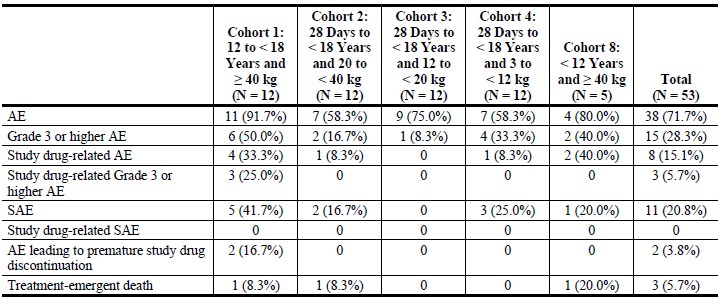 Cohort 1: 12 to < 18 Years and ≥ 40 kg (N = 12) Cohort 2: 28 Days to < 18 Years and 20 to < 40 kg (N = 12) Cohort 3: 28 Days to < 18 Years and 12 to < 20 kg (N = 12) Cohort 4: 28 Days to < 18 Years and 3 to < 12 kg (N = 12) Cohort 8: < 12 Years and ≥ 40 kg (N = 5) Total (N = 53)
AE 11 (91.7%) 7 (58.3%) 9 (75.0%) 7 (58.3%) 4 (80.0%) 38 (71.7%)
Grade 3 or higher AE 6 (50.0%) 2 (16.7%) 1 (8.3%) 4 (33.3%) 2 (40.0%) 15 (28.3%)
Study drug-related AE 4 (33.3%) 1 (8.3%) 0 1 (8.3%) 2 (40.0%) 8 (15.1%)
Study drug-related Grade 3 or higher AE 3 (25.0%) 0 0 0 0 3 (5.7%)
SAE 5 (41.7%) 2 (16.7%) 0 3 (25.0%) 1 (20.0%) 11 (20.8%)
Study drug-related SAE 0 0 0 0 0 0
AE leading to premature study drug discontinuation 2 (16.7%) 0 0 0 0 2 (3.8%)
Treatment-emergent death 1 (8.3%) 1 (8.3%) 0 0 1 (20.0%) 3 (5.7%)